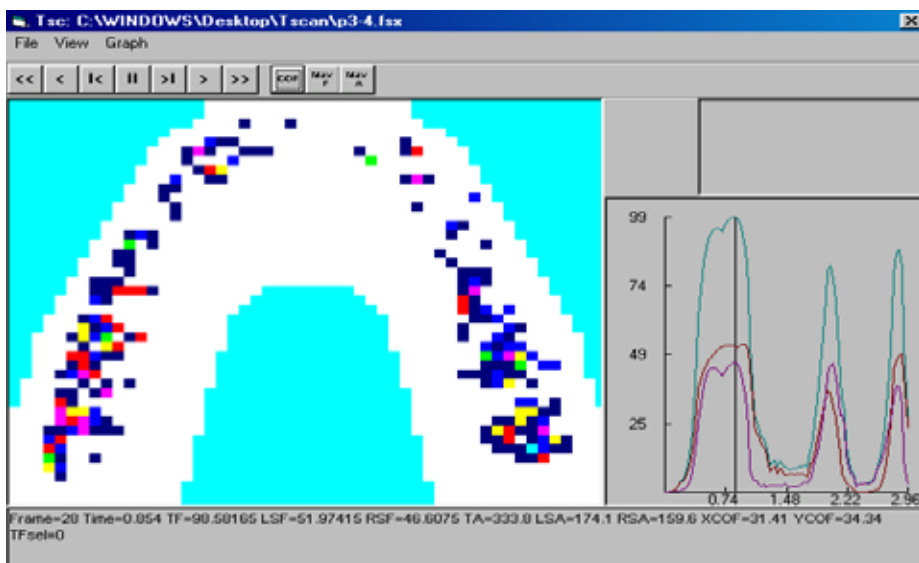 Tsc: C:\WINDOWS\Desktop\Tscan\p3-4.fsx
File View Graph
<< < I< II >I > >> COF Mav F Mav A
99
74
49
25
0.74 1.48 2.22 2.96
Frame=28 Time=0.854 TF=98.58165 LSF=51.97415 RSF=46.6075 TA=333.8 LSA=174.1 RSA=159.6 XCOF=31.41 YCOF=34.34
TFsel=0